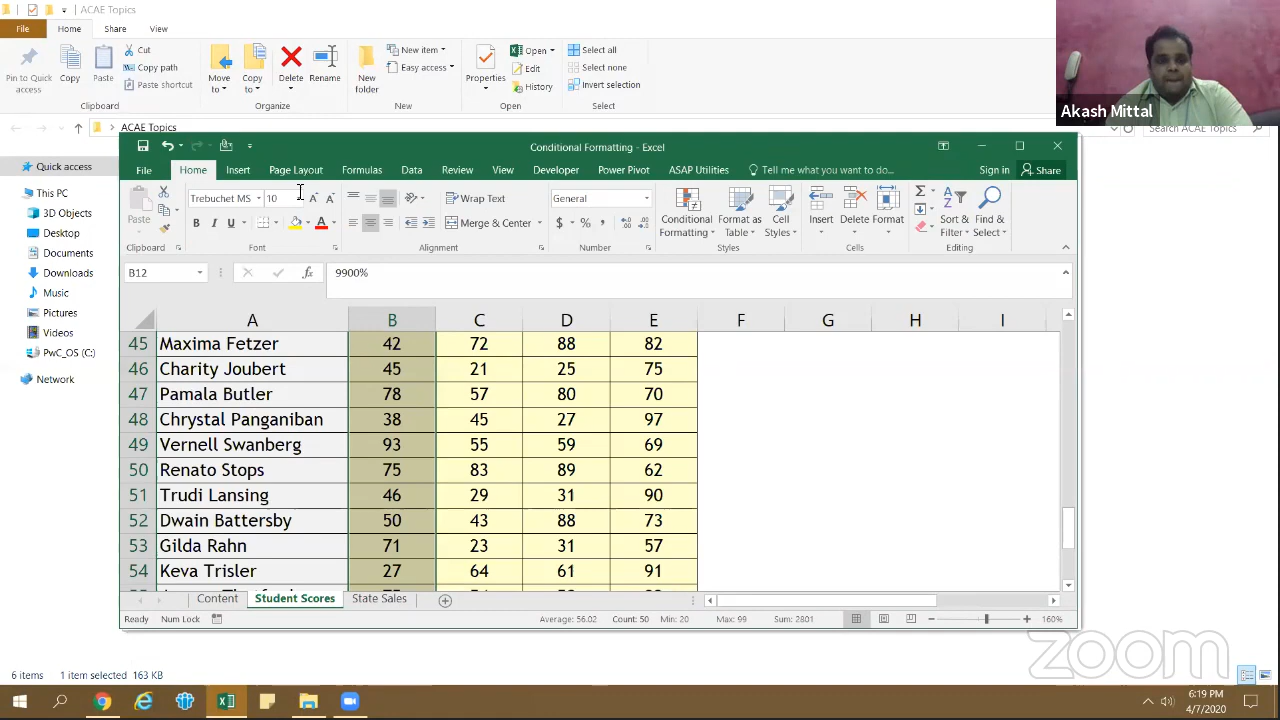 ACAE Topics
File Home Share View
Pin to Quick access
Copy
Paste
Cut
Copy path
Paste shortcut
Clipboard
Move to
Copy to
Delete
Rename
Organize
New folder
New item
Easy access
New
Properties
Open
Edit
History
Open
Select all
Select none
Invert selection
Select
Akash Mittal
ACAE Topics
Search ACAE Topics
Quick access
This PC
3D Objects
Desktop
Documents
Downloads
Music
Pictures
Videos
PwC_OS (C:)
Network
Conditional Formatting - Excel
File Home Insert Page Layout Formulas Data Review View Developer Power Pivot ASAP Utilities Tell me what you want to do... Sign in Share
Paste
Clipboard
Trebuchet MS 10
B I U
Font
Wrap Text
Merge & Center
Alignment
General
$ % ,
Number
Conditional Formatting
Format as Table
Cell Styles
Styles
Insert
Delete
Format
Cells
Sort & Filter
Find & Select
Editing
B12 fx 9900%
A B C D E F G H I
45 Maxima Fetzer 42 72 88 82
46 Charity Joubert 45 21 25 75
47 Pamala Butler 78 57 80 70
48 Chrystal Panganiban 38 45 27 97
49 Vernell Swanberg 93 55 59 69
50 Renato Stops 75 83 89 62
51 Trudi Lansing 46 29 31 90
52 Dwain Battersby 50 43 88 73
53 Gilda Rahn 71 23 31 57
54 Keva Trisler 27 64 61 91
Content Student Scores State Sales
Ready Num Lock Average: 56.02 Count: 50 Min: 20 Max: 99 Sum: 2801 160%
zoom
6 items 1 item selected 163 KB
6:19 PM
4/7/2020